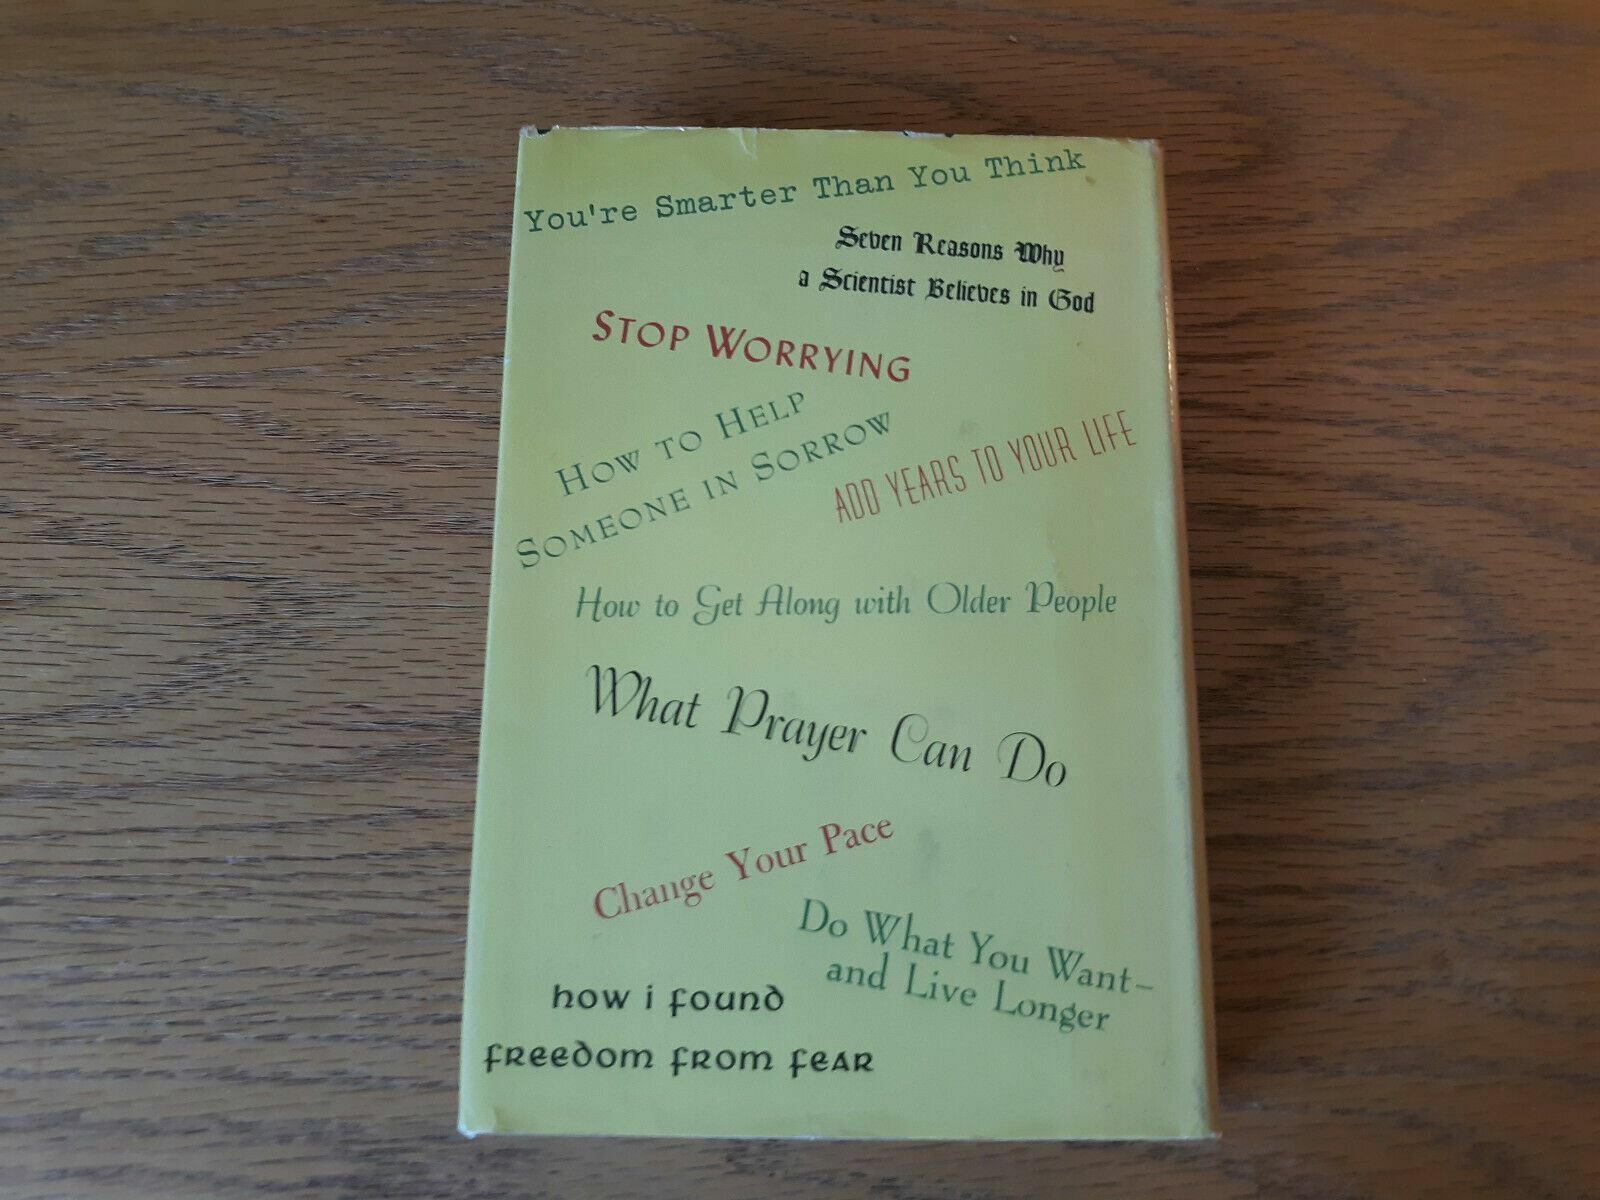 You're Smarter Than You Think
Seven Reasons Why
a Scientist Believes in God
STOP WORRYING
HOW TO HELP
SOMEONE IN SORROW
ADD YEARS TO YOUR LIFE
How to Get Along with Older People
What Prayer Can Do
Change Your Pace
Do What You Want–
and Live Longer
how i found
freedom from fear